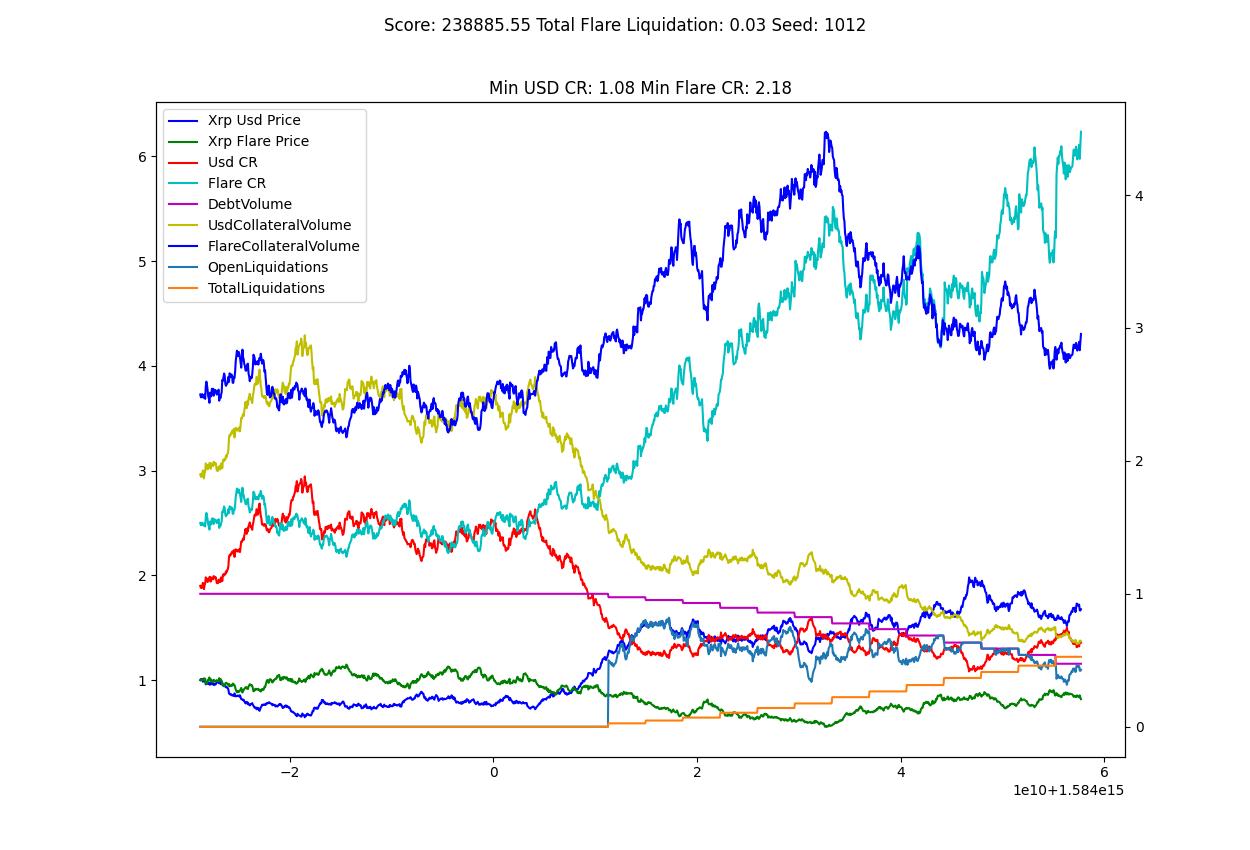 Score: 238885.55 Total Flare Liquidation: 0.03 Seed: 1012
Min USD CR: 1.08 Min Flare CR: 2.18
Xrp Usd Price
Xrp Flare Price
Usd CR
Flare CR
DebtVolume
UsdCollateralVolume
FlareCollateralVolume
OpenLiquidations
TotalLiquidations
6
5
4
3
2
1
4
3
2
1
0
−2 0 2 4 6
1e10+1.584e15